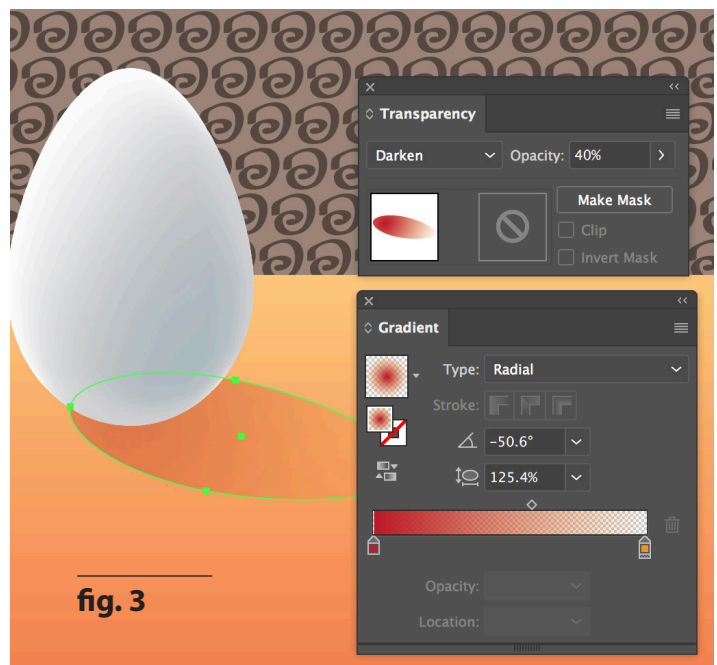 Transparency
Darken Opacity: 40%
Make Mask
Clip
Invert Mask
Gradient
Type: Radial
Stroke:
-50.6°
125.4%
Opacity:
Location:
fig. 3